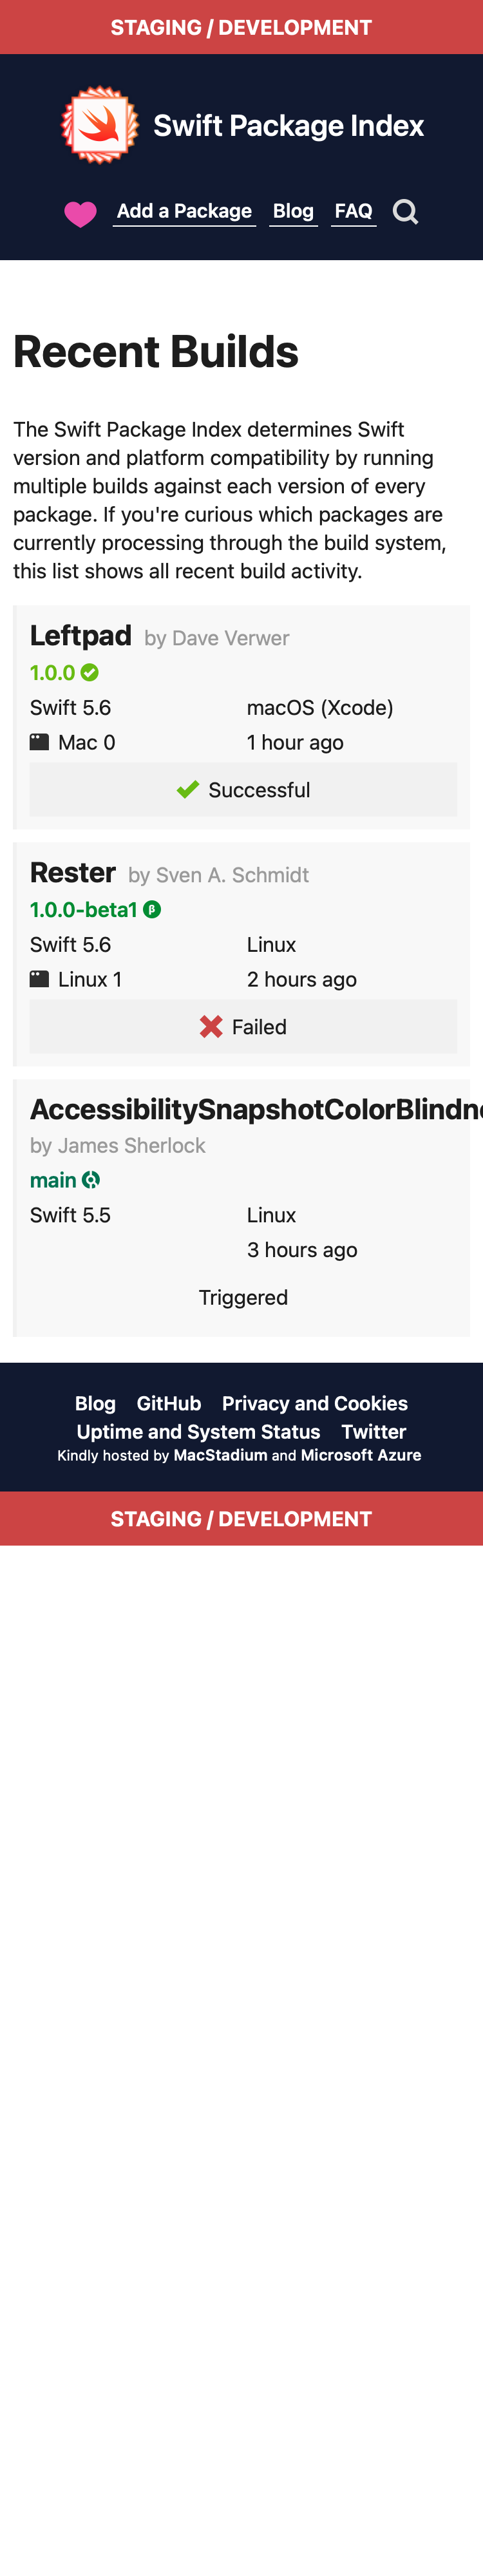 STAGING / DEVELOPMENT
Swift Package Index
Add a Package Blog FAQ
Recent Builds
The Swift Package Index determines Swift
version and platform compatibility by running
multiple builds against each version of every
package. If you're curious which packages are
currently processing through the build system,
this list shows all recent build activity.
Leftpad by Dave Verwer
1.0.0
Swift 5.6 macOS (Xcode)
Mac 0 1 hour ago
Successful
Rester by Sven A. Schmidt
1.0.0-beta1 β
Swift 5.6 Linux
Linux 1 2 hours ago
Failed
AccessibilitySnapshotColorBlindn
by James Sherlock
main
Swift 5.5 Linux
3 hours ago
Triggered
Blog GitHub Privacy and Cookies
Uptime and System Status Twitter
Kindly hosted by MacStadium and Microsoft Azure
STAGING / DEVELOPMENT